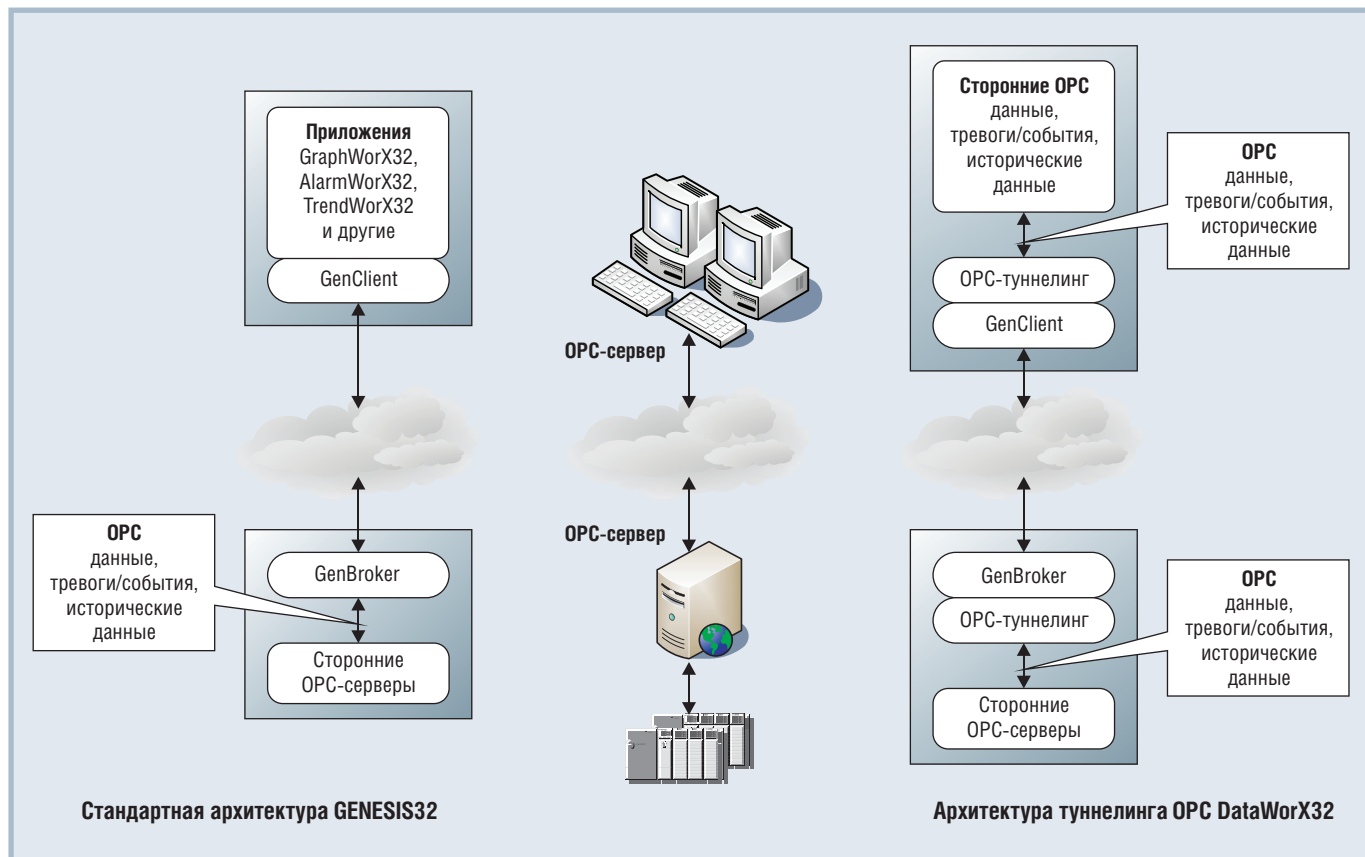 Приложения
GraphWorX32,
AlarmWorX32,
TrendWorX32
и другие
GenClient
OPC
данные,
тревоги/события,
исторические
данные
GenBroker
Сторонние
OPC-серверы
Стандартная архитектура GENESIS32
OPC-сервер
OPC-сервер
Сторонние OPC
данные,
тревоги/события,
исторические
данные
OPC
данные,
тревоги/события,
исторические
данные
OPC-туннелинг
GenClient
GenBroker
OPC-туннелинг
OPC
данные,
тревоги/события,
исторические
данные
Сторонние
OPC-серверы
Архитектура туннелинга OPC DataWorX32